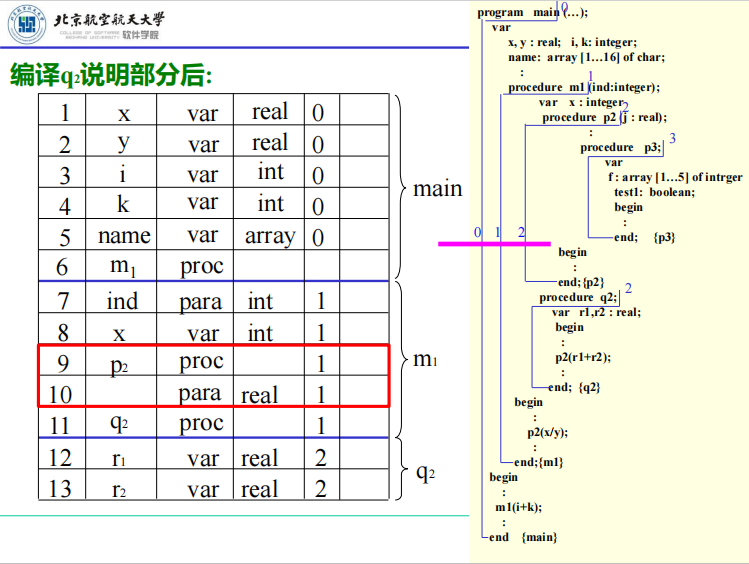 北京航空航天大学
COLLEGE OF SOFTWARE
BEIHANG UNIVERSITY 软件学院
编译q2说明部分后:
1 x var real 0
2 y var real 0
3 i var int 0
4 k var int 0
5 name var array 0
6 m1 proc
7 ind para int 1
8 x var int 1
9 p2 proc 1
10 para real 1
11 q2 proc 1
12 r1 var real 2
13 r2 var real 2
main
m1
q2
program main (…); 0
var
x, y : real; i, k: integer;
name: array [1…16] of char;
:
1
procedure m1 (ind:integer);
var x : integer
2
procedure p2 (j : real);
:
procedure p3; 3
var
f : array [1…5] of intrger
test1: boolean;
begin
:
end; {p3}
0 1 2
begin
:
end;{p2}
procedure q2; 2
var r1,r2 : real;
begin
:
p2(r1+r2);
:
end; {q2}
begin
:
p2(x/y);
:
end;{m1}
begin
:
m1(i+k);
:
end {main}